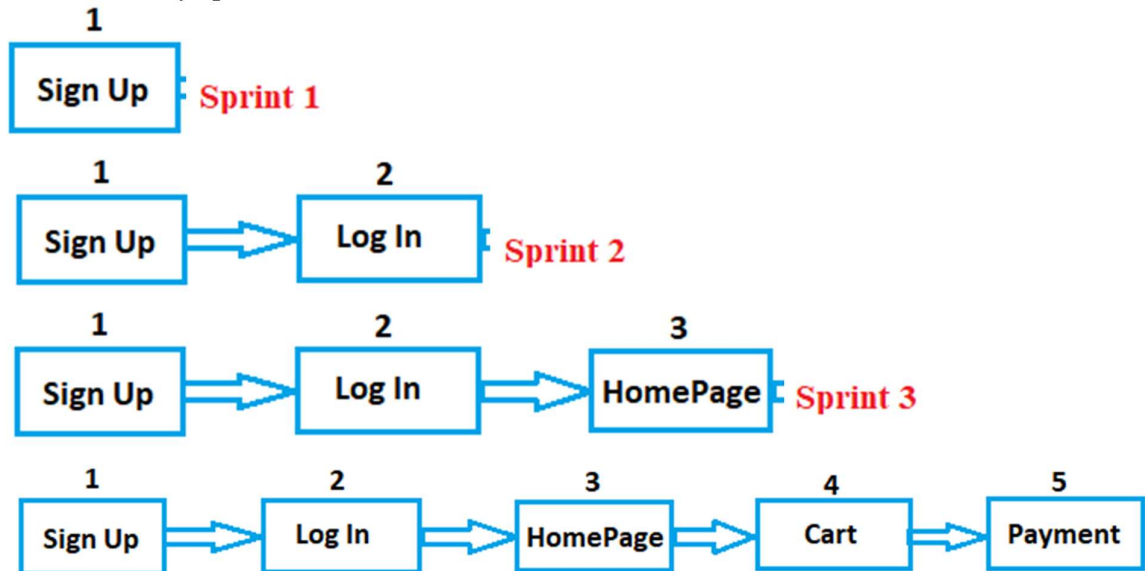 1
Sign Up Sprint 1
1 2
Sign Up Log In Sprint 2
1 2 3
Sign Up Log In HomePage Sprint 3
1 2 3 4 5
Sign Up Log In HomePage Cart Payment